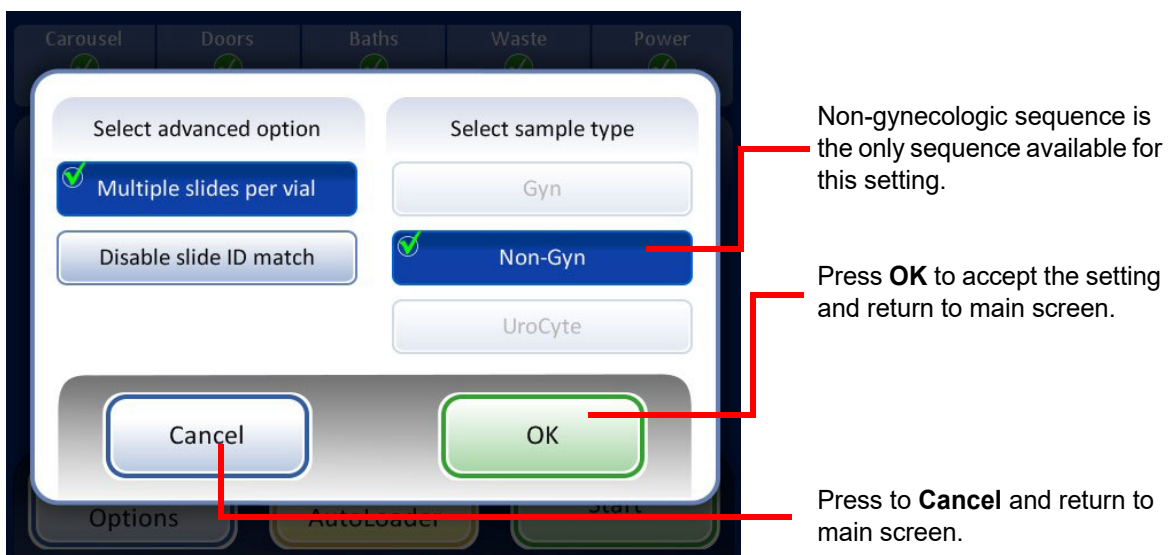 Carousel Doors Baths Waste Power
Select advanced option
Select sample type
Multiple slides per vial
Gyn
Disable slide ID match
Non-Gyn
UroCyte
Cancel
OK
Options AutoLoader Start
Non-gynecologic sequence is
the only sequence available for
this setting.
Press OK to accept the setting
and return to main screen.
Press to Cancel and return to
main screen.